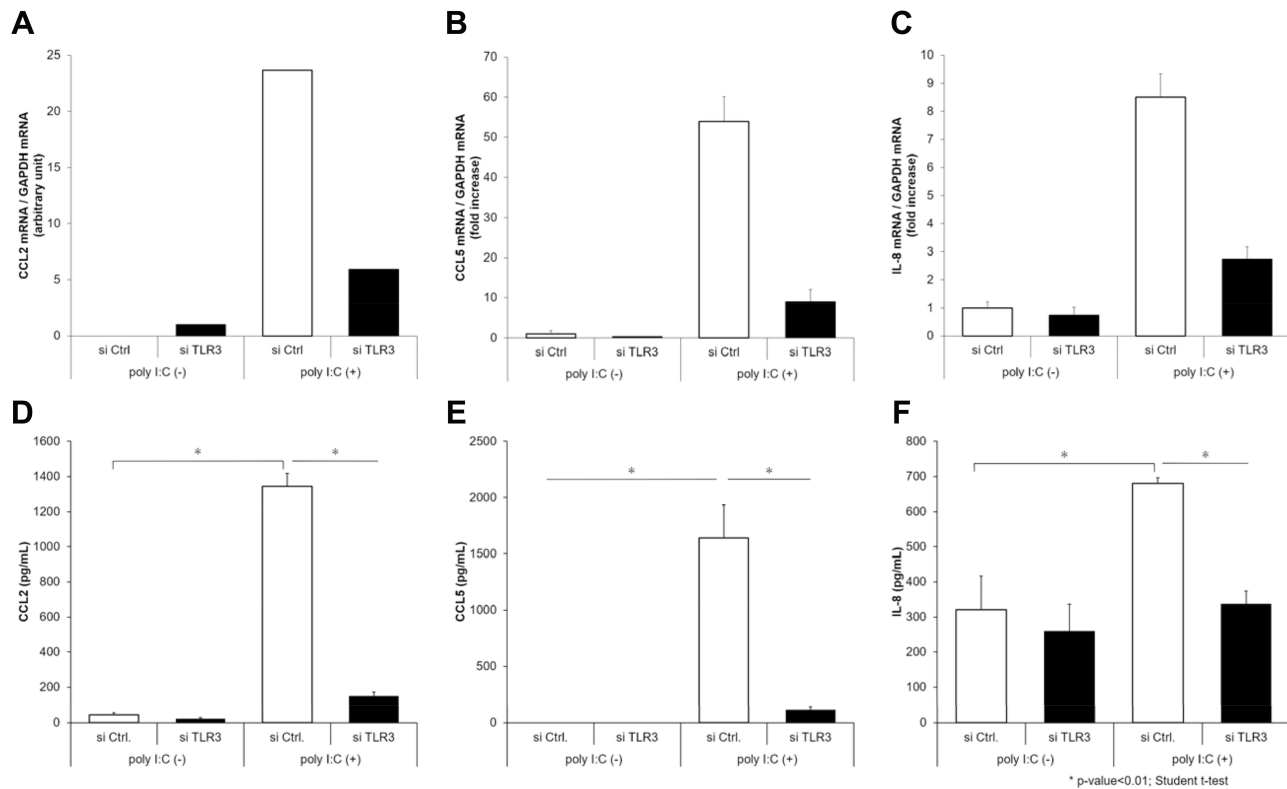 A
CCL2 mRNA / GAPDH mRNA
(arbitrary unit)
25
20
15
10
5
0
si Ctrl si TLR3 si Ctrl si TLR3
poly I:C (-) poly I:C (+)
B
CCL5 mRNA / GAPDH mRNA
(fold increase)
70
60
50
40
30
20
10
0
si Ctrl si TLR3 si Ctrl si TLR3
poly I:C (-) poly I:C (+)
C
IL-8 mRNA / GAPDH mRNA
(fold increase)
10
9
8
7
6
5
4
3
2
1
0
si Ctrl si TLR3 si Ctrl si TLR3
poly I:C (-) poly I:C (+)
D
CCL2 (pg/mL)
1600
1400
1200
1000
800
600
400
200
0
* *
si Ctrl. si TLR3 si Ctrl. si TLR3
poly I:C (-) poly I:C (+)
E
CCL5 (pg/mL)
2500
2000
1500
1000
500
0
* *
si Ctrl. si TLR3 si Ctrl. si TLR3
poly I:C (-) poly I:C (+)
F
IL-8 (pg/mL)
800
700
600
500
400
300
200
100
0
* *
si Ctrl. si TLR3 si Ctrl. si TLR3
poly I:C (-) poly I:C (+)
* p-value<0.01; Student t-test